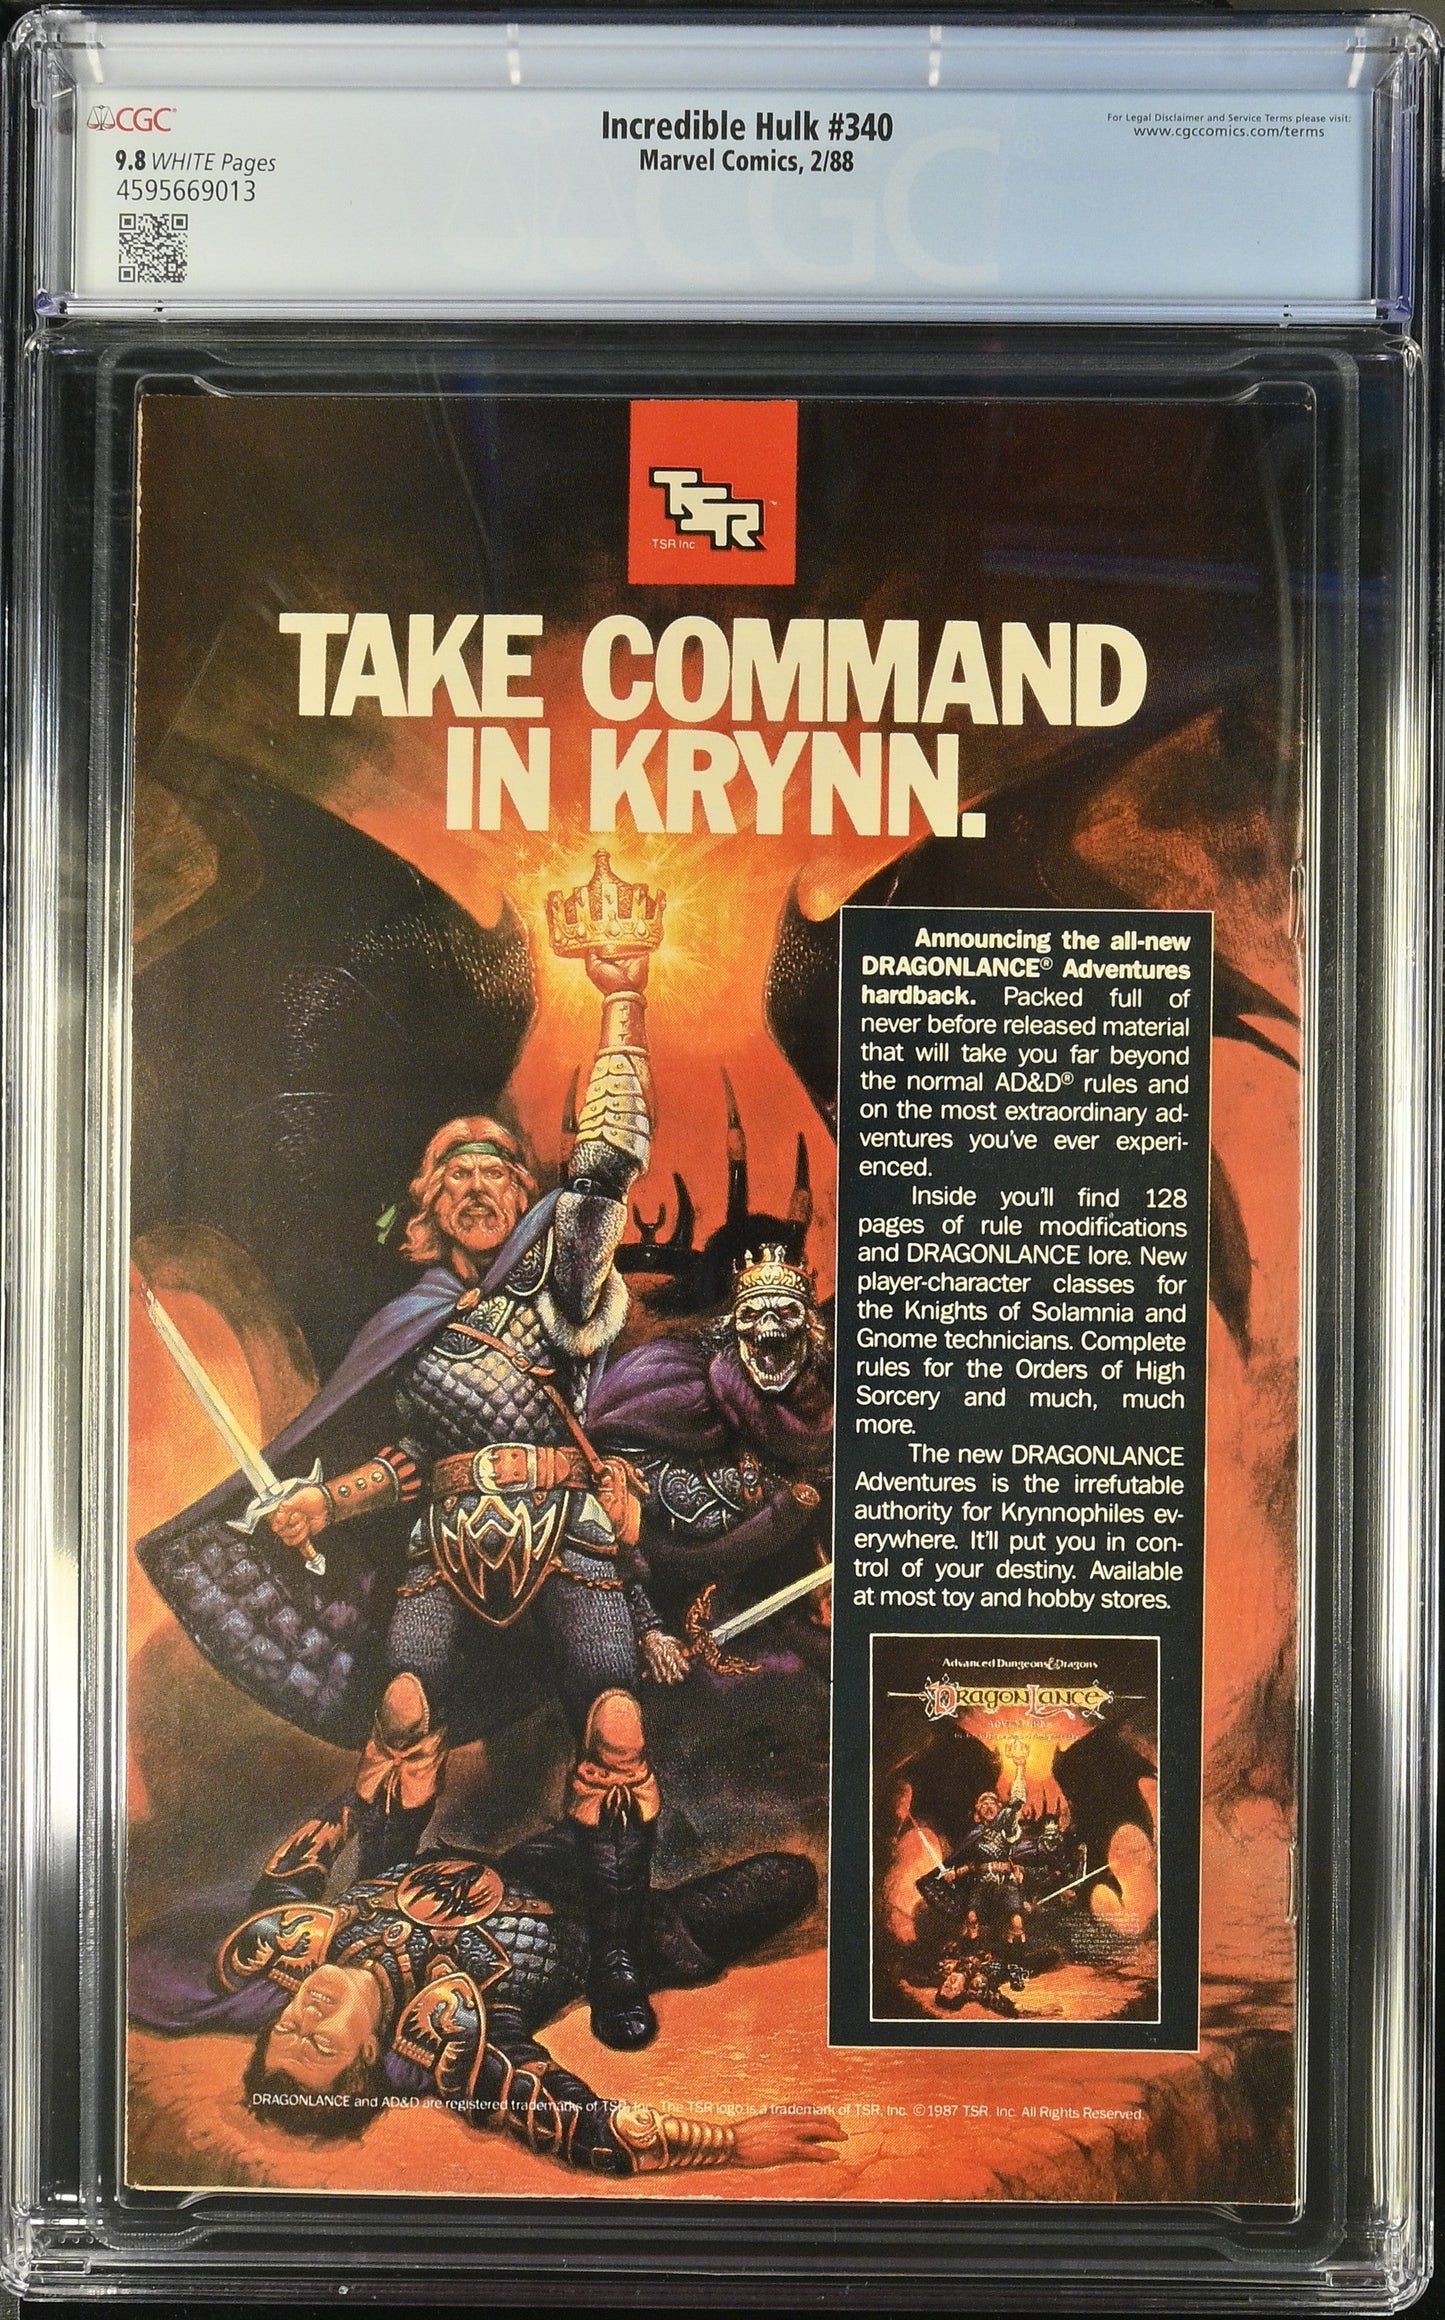 CGC
9.8 WHITE Pages
4595669013
Incredible Hulk #340
Marvel Comics, 2/88
For Legal Disclaimer and Service Terms please visit:
www.cgccomics.com/terms
CGC
TSR
TSR Inc
TAKE COMMAND
IN KRYNN.
Announcing the all-new
DRAGONLANCE® Adventures
hardback. Packed full of
never before released material
that will take you far beyond
the normal AD&D® rules and
on the most extraordinary ad-
ventures you've ever experi-
enced.
Inside you'll find 128
pages of rule modifications
and DRAGONLANCE lore. New
player-character classes for
the Knights of Solamnia and
Gnome technicians. Complete
rules for the Orders of High
Sorcery and much, much
more.
The new DRAGONLANCE
Adventures is the irrefutable
authority for Krynnophiles ev-
erywhere. It'll put you in con-
trol of your destiny. Available
at most toy and hobby stores.
Advanced Dungeons & Dragons
DRAGONLANCE
ADVENTURES
DRAGONLANCE and AD&D are registered trademarks of TSR, Inc. The TSR logo is a trademark of TSR, Inc. ©1987 TSR, Inc. All Rights Reserved.